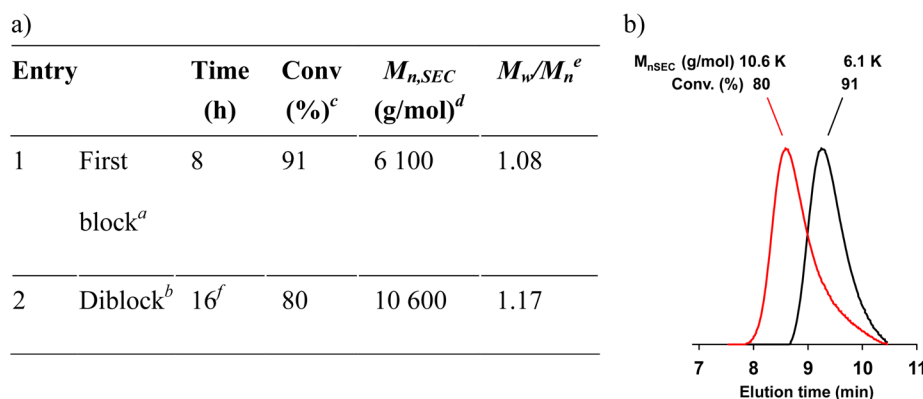 a)
Entry Time Conv Mn,SEC Mw/Mn^e
(h) (%)^c (g/mol)^d
1 First 8 91 6 100 1.08
block^a
2 Diblock^b 16^f 80 10 600 1.17
b)
MnSEC (g/mol) 10.6 K 6.1 K
Conv. (%) 80 91
7 8 9 10 11
Elution time (min)